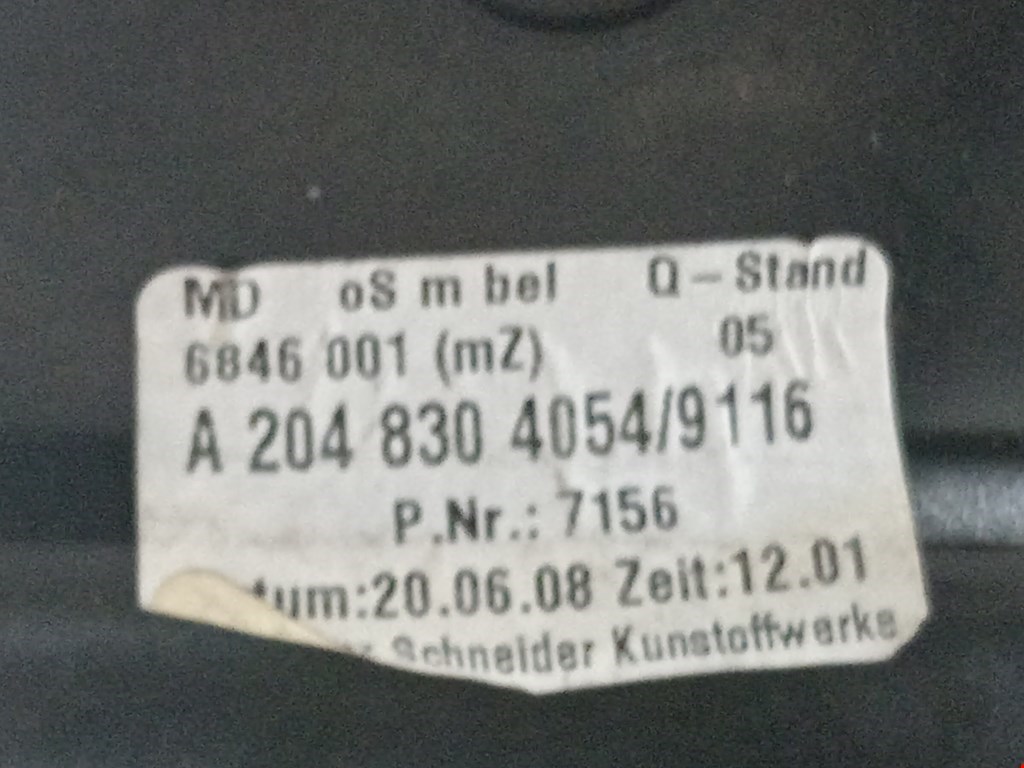 MD oS m bel Q-Stand
6846 001 (mZ) 05
A 204 830 4054/9116
P.Nr.: 7156
tum:20.06.08 Zeit:12.01
Schneider Kunstoffwerke